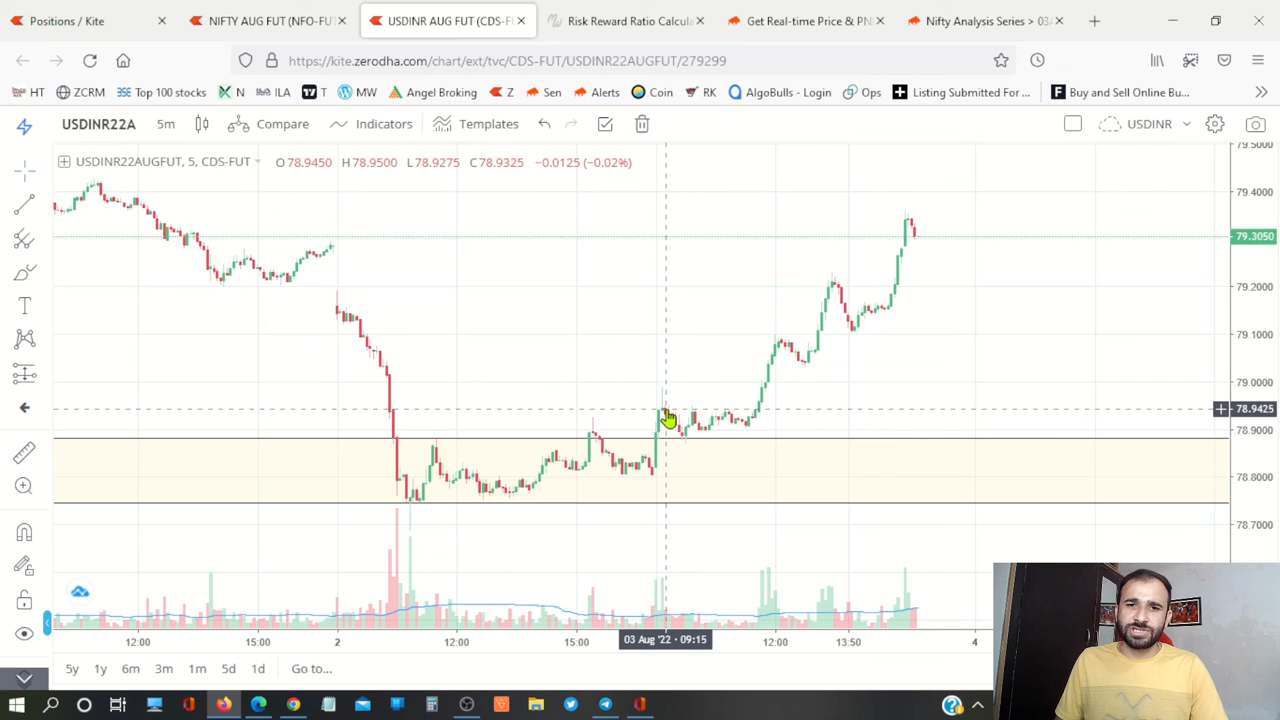 Positions / Kite
NIFTY AUG FUT (NFO-FUT
USDINR AUG FUT (CDS-FU
Risk Reward Ratio Calcula
Get Real-time Price & PN
Nifty Analysis Series > 03
https://kite.zerodha.com/chart/ext/tvc/CDS-FUT/USDINR22AUGFUT/279299
HT
ZCRM
Top 100 stocks
N
ILA
T
MW
Angel Broking
Z
Sen
Alerts
Coin
RK
AlgoBulls - Login
Ops
Listing Submitted For ...
Buy and Sell Online Bu...
USDINR22A
5m
Compare
Indicators
Templates
USDINR
USDINR22AUGFUT, 5, CDS-FUT
O 78.9450 H 78.9500 L 78.9275 C 78.9325 −0.0125 (−0.02%)
79.5000
79.4000
79.3050
79.2000
79.1000
79.0000
78.9425
78.9000
78.8000
78.7000
12:00
15:00
2
12:00
15:00
03 Aug '22 · 09:15
12:00
13:50
4
5y
1y
6m
3m
1m
5d
1d
Go to...